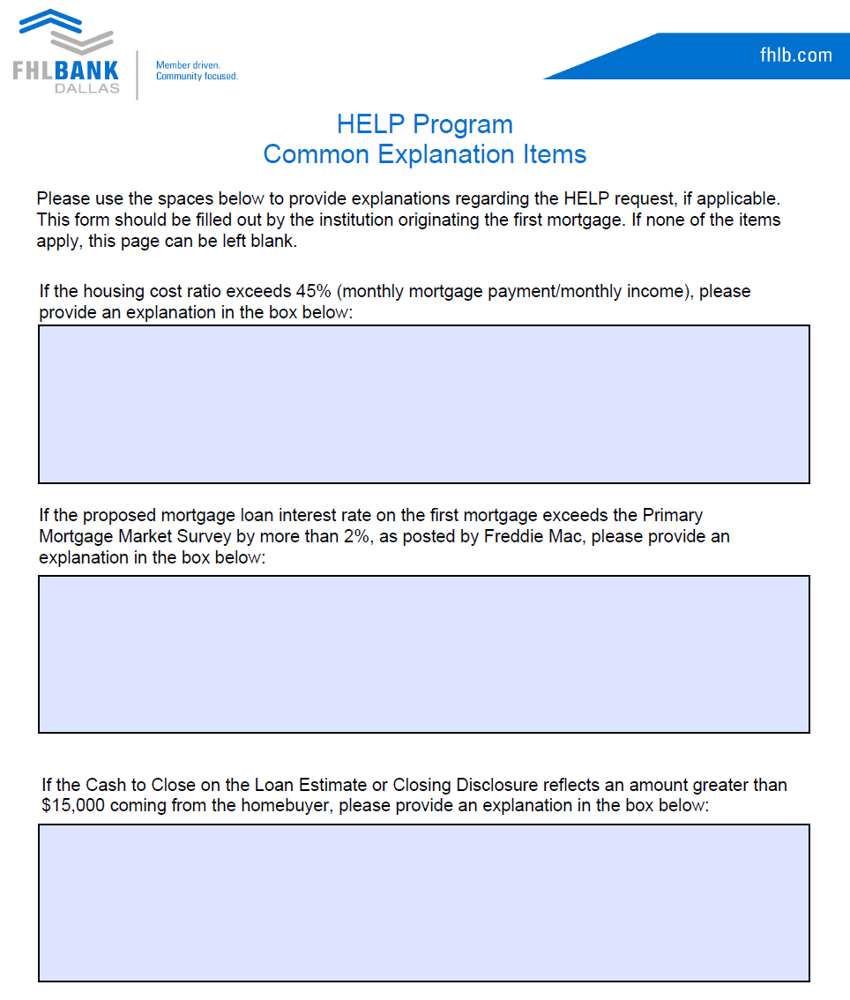 FHLBANK
DALLAS
Member driven.
Community focused.
fhlb.com
HELP Program
Common Explanation Items
Please use the spaces below to provide explanations regarding the HELP request, if applicable.
This form should be filled out by the institution originating the first mortgage. If none of the items
apply, this page can be left blank.
If the housing cost ratio exceeds 45% (monthly mortgage payment/monthly income), please
provide an explanation in the box below:
If the proposed mortgage loan interest rate on the first mortgage exceeds the Primary
Mortgage Market Survey by more than 2%, as posted by Freddie Mac, please provide an
explanation in the box below:
If the Cash to Close on the Loan Estimate or Closing Disclosure reflects an amount greater than
$15,000 coming from the homebuyer, please provide an explanation in the box below: